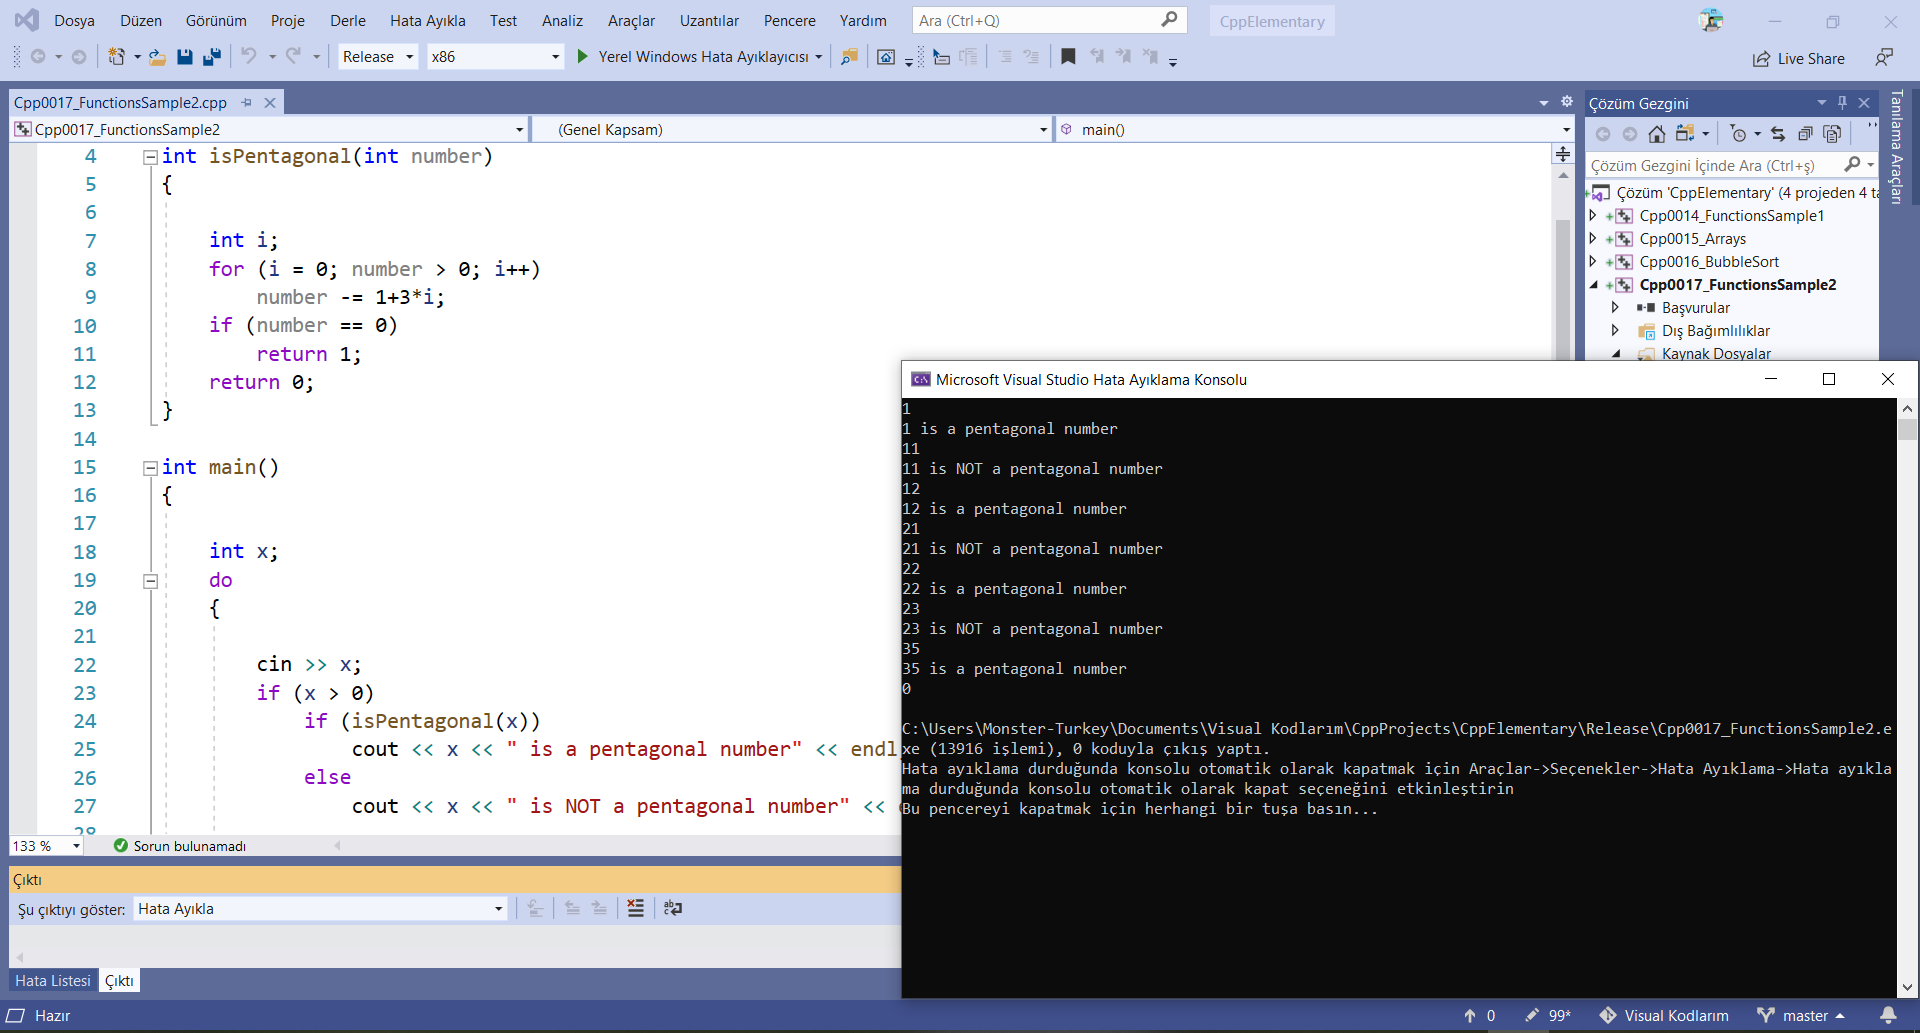 Dosya Düzen Görünüm Proje Derle Hata Ayıkla Test Analiz Araçlar Uzantılar Pencere Yardım Ara (Ctrl+Q) CppElementary
Release x86 Yerel Windows Hata Ayıklayıcısı Live Share
Cpp0017_FunctionsSample2.cpp
Cpp0017_FunctionsSample2 (Genel Kapsam) main()
4 int isPentagonal(int number)
5 {
6
7 int i;
8 for (i = 0; number > 0; i++)
9 number -= 1+3*i;
10 if (number == 0)
11 return 1;
12 return 0;
13 }
14
15 int main()
16 {
17
18 int x;
19 do
20 {
21
22 cin >> x;
23 if (x > 0)
24 if (isPentagonal(x))
25 cout << x << " is a pentagonal number" << endl
26 else
27 cout << x << " is NOT a pentagonal number" <<
28
133 % Sorun bulunamadı
Çıktı
Şu çıktıyı göster: Hata Ayıkla
Hata Listesi Çıktı
Çözüm Gezgini
Çözüm Gezgini İçinde Ara (Ctrl+ş)
Çözüm 'CppElementary' (4 projeden 4 ta
Cpp0014_FunctionsSample1
Cpp0015_Arrays
Cpp0016_BubbleSort
Cpp0017_FunctionsSample2
Başvurular
Dış Bağımlılıklar
Kaynak Dosyalar
Tanılama Araçları
Microsoft Visual Studio Hata Ayıklama Konsolu
1
1 is a pentagonal number
11
11 is NOT a pentagonal number
12
12 is a pentagonal number
21
21 is NOT a pentagonal number
22
22 is a pentagonal number
23
23 is NOT a pentagonal number
35
35 is a pentagonal number
0
C:\Users\Monster-Turkey\Documents\Visual Kodlarım\CppProjects\CppElementary\Release\Cpp0017_FunctionsSample2.e
xe (13916 işlemi), 0 koduyla çıkış yaptı.
Hata ayıklama durduğunda konsolu otomatik olarak kapatmak için Araçlar->Seçenekler->Hata Ayıklama->Hata ayıkla
ma durduğunda konsolu otomatik olarak kapat seçeneğini etkinleştirin
Bu pencereyi kapatmak için herhangi bir tuşa basın...
Hazır 0 99* Visual Kodlarım master